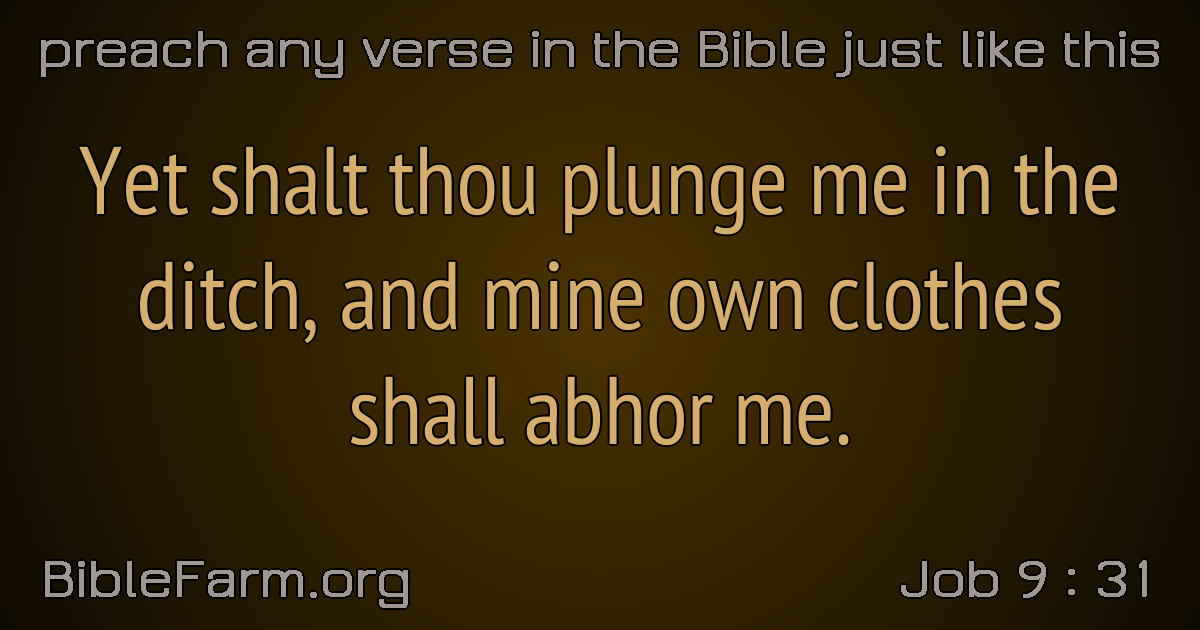 preach any verse in the Bible just like this
Yet shalt thou plunge me in the
ditch, and mine own clothes
shall abhor me.
BibleFarm.org
Job 9 : 31